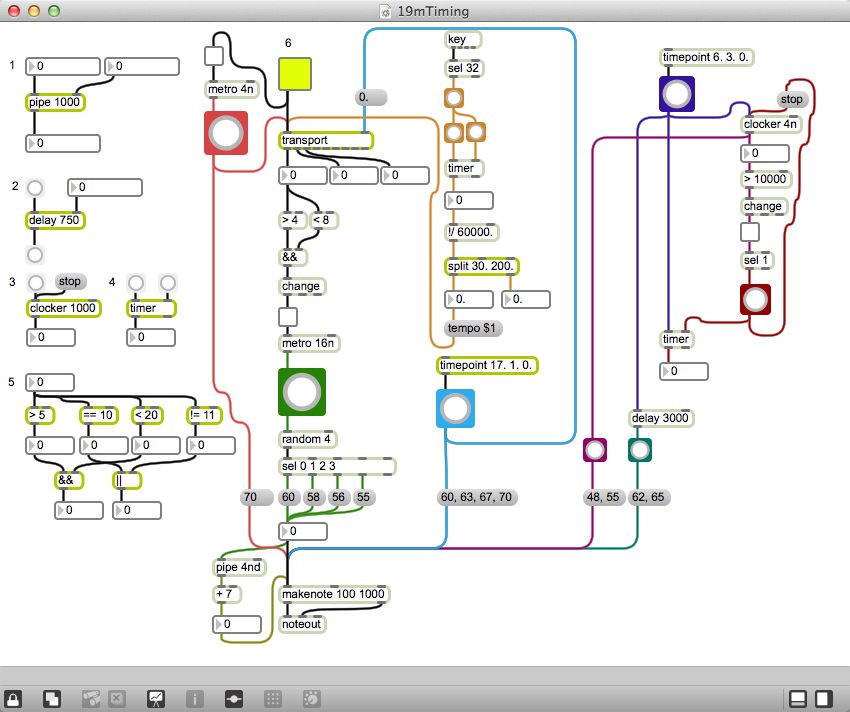 19mTiming
1
0
0
pipe 1000
0
2
0
delay 750
3
stop
clocker 1000
0
4
timer
0
5
0
> 5
== 10
< 20
!= 11
0
0
0
0
&&
||
0
0
metro 4n
6
0.
transport
0
0
0
> 4
< 8
&&
change
metro 16n
random 4
sel 0 1 2 3
70
60
58
56
55
0
pipe 4nd
+ 7
0
makenote 100 1000
noteout
key
sel 32
timer
0
!/ 60000.
split 30. 200.
0.
0.
tempo $1
timepoint 17. 1. 0.
60, 63, 67, 70
timepoint 6. 3. 0.
stop
clocker 4n
0
> 10000
change
sel 1
timer
0
delay 3000
48, 55
62, 65